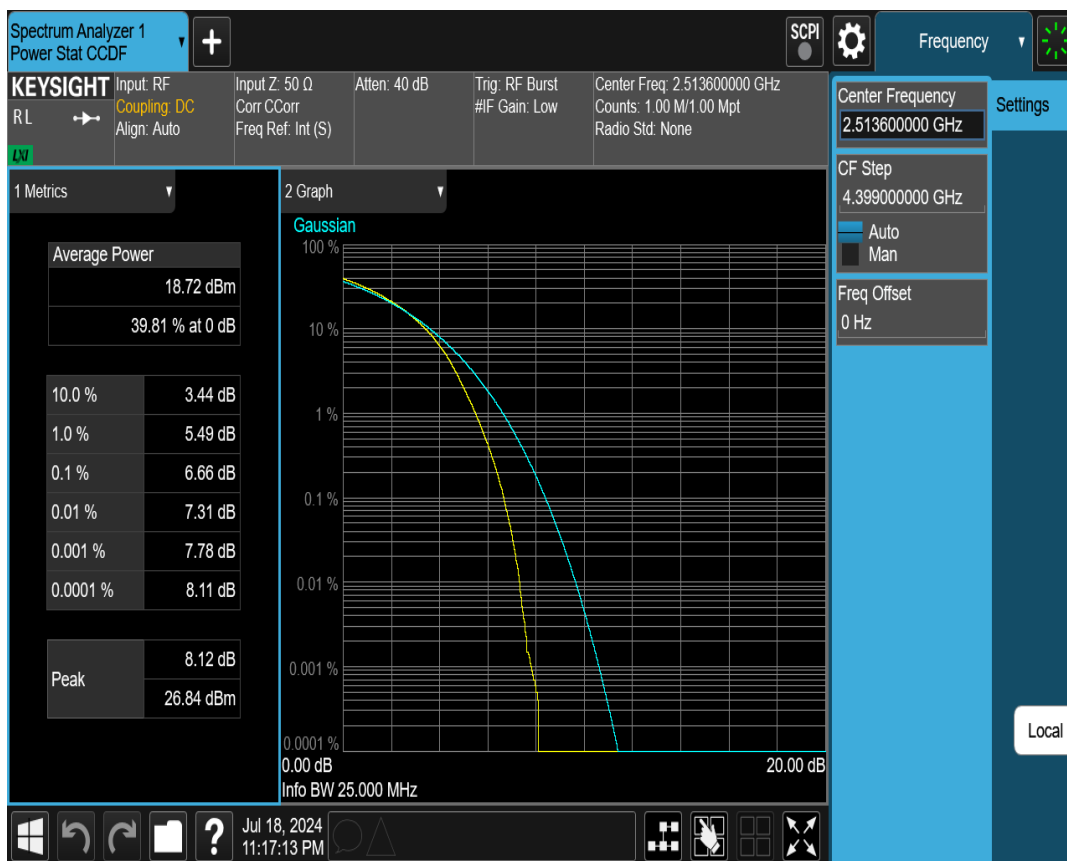 Spectrum Analyzer 1
Power Stat CCDF
+
SCPI
Frequency
KEYSIGHT
RL
LXI
Input: RF
Coupling: DC
Align: Auto
Input Z: 50 Ω
Corr CCorr
Freq Ref: Int (S)
Atten: 40 dB
Trig: RF Burst
#IF Gain: Low
Center Freq: 2.513600000 GHz
Counts: 1.00 M/1.00 Mpt
Radio Std: None
Center Frequency
2.513600000 GHz
Settings
CF Step
4.399000000 GHz
Auto
Man
Freq Offset
0 Hz
1 Metrics
Average Power
18.72 dBm
39.81 % at 0 dB
10.0 % 3.44 dB
1.0 % 5.49 dB
0.1 % 6.66 dB
0.01 % 7.31 dB
0.001 % 7.78 dB
0.0001 % 8.11 dB
Peak
8.12 dB
26.84 dBm
2 Graph
Gaussian
100 %
10 %
1 %
0.1 %
0.01 %
0.001 %
0.0001 %
0.00 dB 20.00 dB
Info BW 25.000 MHz
Local
?
Jul 18, 2024
11:17:13 PM